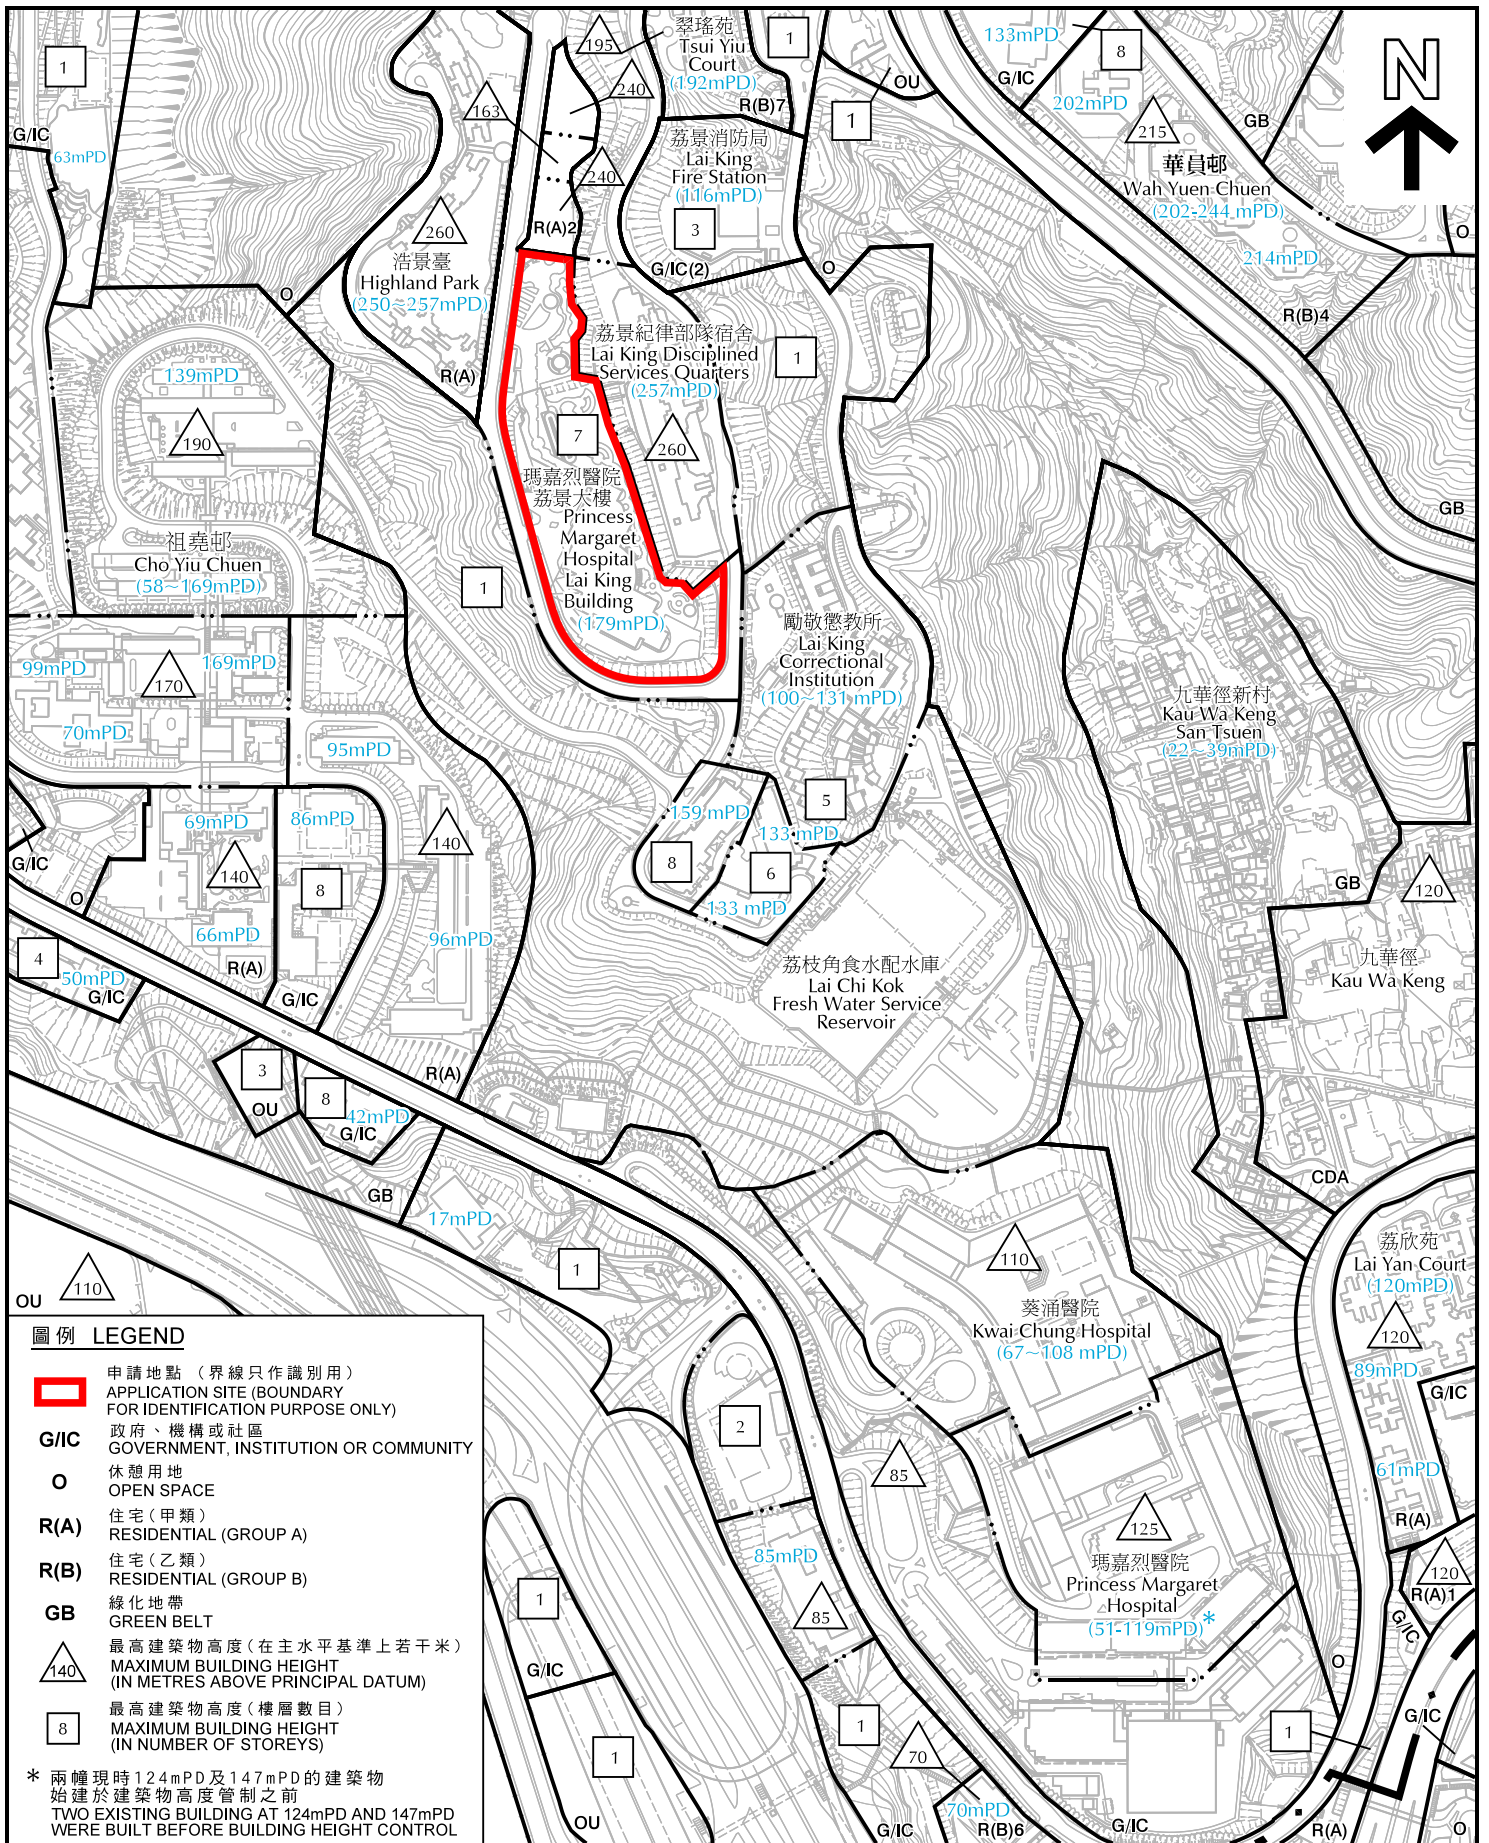 1
195
翠瑤苑
Tsui Yiu
Court
(192mPD)
1
133mPD
8
N
G/IC
OU
202mPD
240
R(B)7
163
1
215
GB
G/IC
63mPD
荔景消防局
Lai King
Fire Station
(116mPD)
華員邨
Wah Yuen Chuen
(202-244 mPD)
240
260
R(A)2
3
O
214mPD
浩景臺
Highland Park
(250~257mPD)
G/IC(2)
O
O
R(B)4
荔景紀律部隊宿舍
Lai King Disciplined
Services Quarters
(257mPD)
1
R(A)
139mPD
190
7
260
瑪嘉烈醫院
荔景大樓
Princess
Margaret
Hospital
Lai King
Building
(179mPD)
GB
祖堯邨
Cho Yiu Chuen
(58~169mPD)
1
勵敬懲教所
Lai King
Correctional
Institution
(100~131 mPD)
99mPD
169mPD
170
70mPD
95mPD
九華徑新村
Kau Wa Keng
San Tsuen
(22~39mPD)
69mPD
86mPD
140
159 mPD
5
133 mPD
G/IC
140
8
8
6
GB
120
O
133 mPD
66mPD
96mPD
4
50mPD
G/IC
R(A)
G/IC
荔枝角食水配水庫
Lai Chi Kok
Fresh Water Service
Reservoir
九華徑
Kau Wa Keng
3
OU
8
42mPD
G/IC
R(A)
GB
CDA
17mPD
110
荔欣苑
Lai Yan Court
(120mPD)
OU
110
1
葵涌醫院
Kwai Chung Hospital
(67~108 mPD)
120
89mPD
G/IC
2
85
61mPD
125
R(A)
85mPD
瑪嘉烈醫院
Princess Margaret
Hospital
(51-119mPD)*
120
R(A)1
G/IC
1
85
G/IC
O
1
1
70
1
G/IC
OU
70mPD
R(B)6
G/IC
G/IC
R(A)
O
圖例 LEGEND
申請地點 （界線只作識別用）
APPLICATION SITE (BOUNDARY
FOR IDENTIFICATION PURPOSE ONLY)
G/IC
政府、機構或社區
GOVERNMENT, INSTITUTION OR COMMUNITY
O
休憩用地
OPEN SPACE
R(A)
住宅（甲類）
RESIDENTIAL (GROUP A)
R(B)
住宅（乙類）
RESIDENTIAL (GROUP B)
GB
綠化地帶
GREEN BELT
140
最高建築物高度（在主水平基準上若干米）
MAXIMUM BUILDING HEIGHT
(IN METRES ABOVE PRINCIPAL DATUM)
8
最高建築物高度（樓層數目）
MAXIMUM BUILDING HEIGHT
(IN NUMBER OF STOREYS)
* 兩幢現時124mPD及147mPD的建築物
始建於建築物高度管制之前
TWO EXISTING BUILDING AT 124mPD AND 147mPD
WERE BUILT BEFORE BUILDING HEIGHT CONTROL